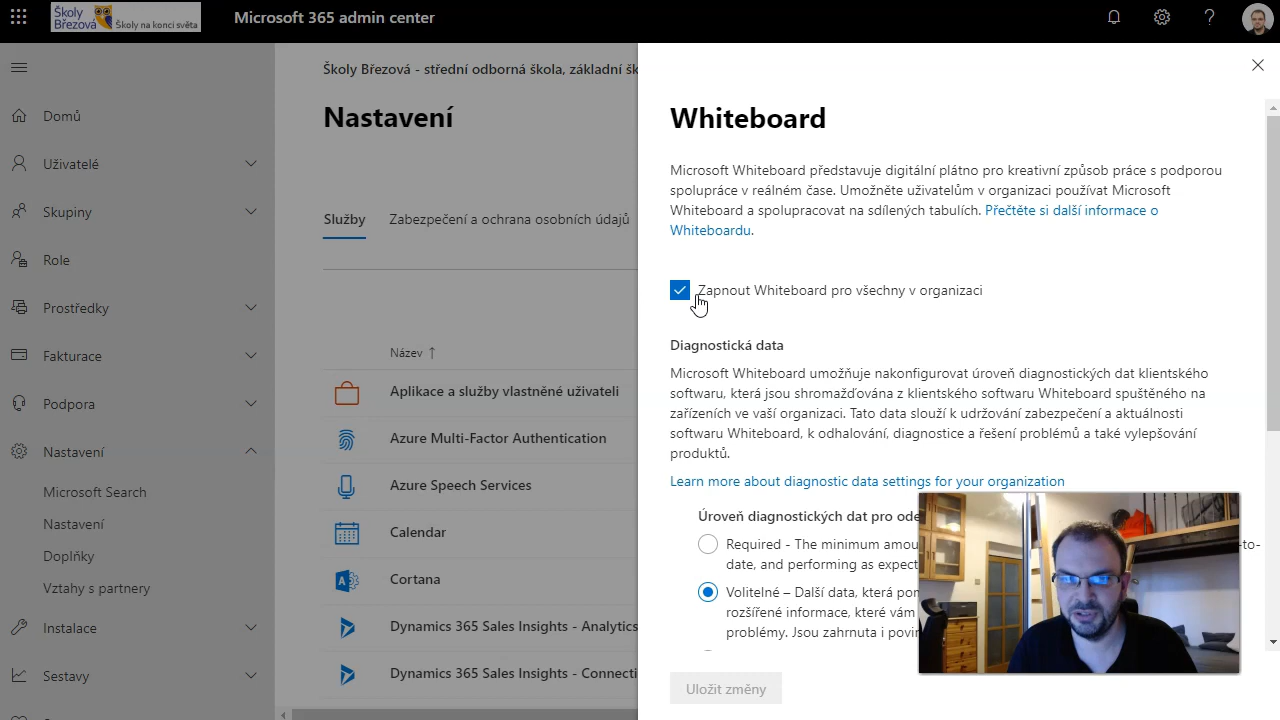 Školy
Březová
Školy na konci světa
Microsoft 365 admin center
?
Domů
Uživatelé
Skupiny
Role
Prostředky
Fakturace
Podpora
Nastavení
Microsoft Search
Nastavení
Doplňky
Vztahy s partnery
Instalace
Sestavy
Školy Březová - střední odborná škola, základní šk
Nastavení
Služby
Zabezpečení a ochrana osobních údajů
Název ↑
Aplikace a služby vlastněné uživateli
Azure Multi-Factor Authentication
Azure Speech Services
Calendar
Cortana
Dynamics 365 Sales Insights - Analytics
Dynamics 365 Sales Insights - Connecti
Whiteboard
Microsoft Whiteboard představuje digitální plátno pro kreativní způsob práce s podporou
spolupráce v reálném čase. Umožněte uživatelům v organizaci používat Microsoft
Whiteboard a spolupracovat na sdílených tabulích. Přečtěte si další informace o
Whiteboardu.
Zapnout Whiteboard pro všechny v organizaci
Diagnostická data
Microsoft Whiteboard umožňuje nakonfigurovat úroveň diagnostických dat klientského
softwaru, která jsou shromažďována z klientského softwaru Whiteboard spuštěného na
zařízeních ve vaší organizaci. Tato data slouží k udržování zabezpečení a aktuálnosti
softwaru Whiteboard, k odhalování, diagnostice a řešení problémů a také vylepšování
produktů.
Learn more about diagnostic data settings for your organization
Úroveň diagnostických dat pro ode
Required - The minimum amou -to-
date, and performing as expect
Volitelné – Další data, která pom
rozšířené informace, které vám
problémy. Jsou zahrnuta i povin
Uložit změny